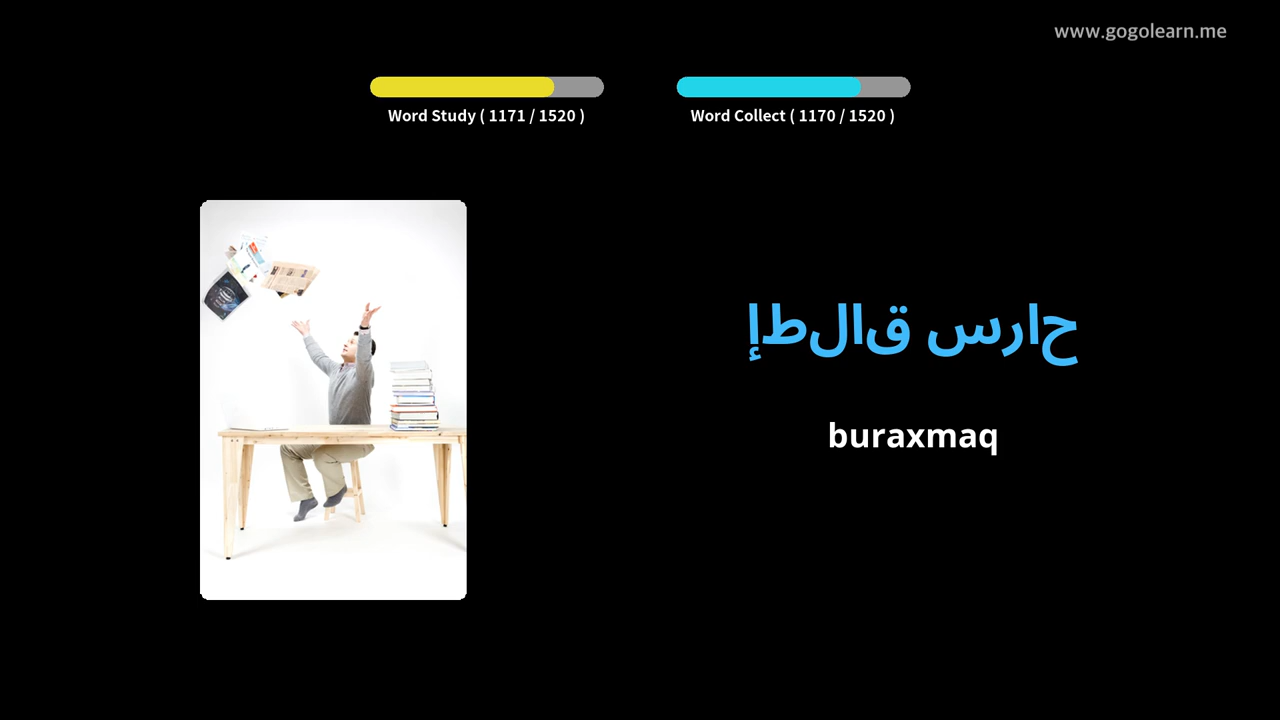 www.gogolearn.me
Word Study ( 1171 / 1520 )
Word Collect ( 1170 / 1520 )
إطلاق سراح
buraxmaq